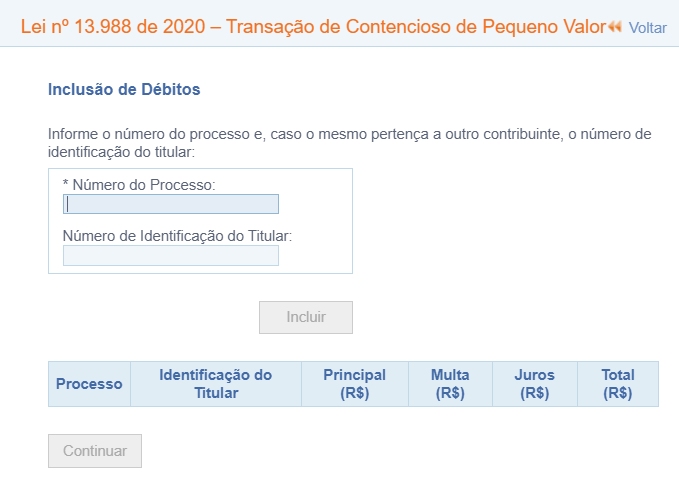 Lei nº 13.988 de 2020 – Transação de Contencioso de Pequeno Valor Voltar
Inclusão de Débitos
Informe o número do processo e, caso o mesmo pertença a outro contribuinte, o número de
identificação do titular:
* Número do Processo:
Número de Identificação do Titular:
Incluir
Processo Identificação do Titular Principal (R$) Multa (R$) Juros (R$) Total (R$)
Continuar